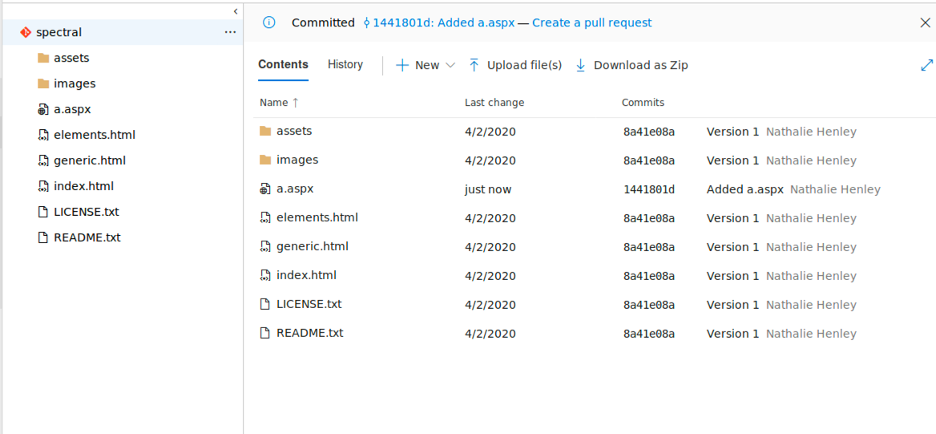 spectral
assets
images
a.aspx
elements.html
generic.html
index.html
LICENSE.txt
README.txt
Committed 1441801d: Added a.aspx — Create a pull request
Contents History New Upload file(s) Download as Zip
Name ↑ Last change Commits
assets 4/2/2020 8a41e08a Version 1 Nathalie Henley
images 4/2/2020 8a41e08a Version 1 Nathalie Henley
a.aspx just now 1441801d Added a.aspx Nathalie Henley
elements.html 4/2/2020 8a41e08a Version 1 Nathalie Henley
generic.html 4/2/2020 8a41e08a Version 1 Nathalie Henley
index.html 4/2/2020 8a41e08a Version 1 Nathalie Henley
LICENSE.txt 4/2/2020 8a41e08a Version 1 Nathalie Henley
README.txt 4/2/2020 8a41e08a Version 1 Nathalie Henley